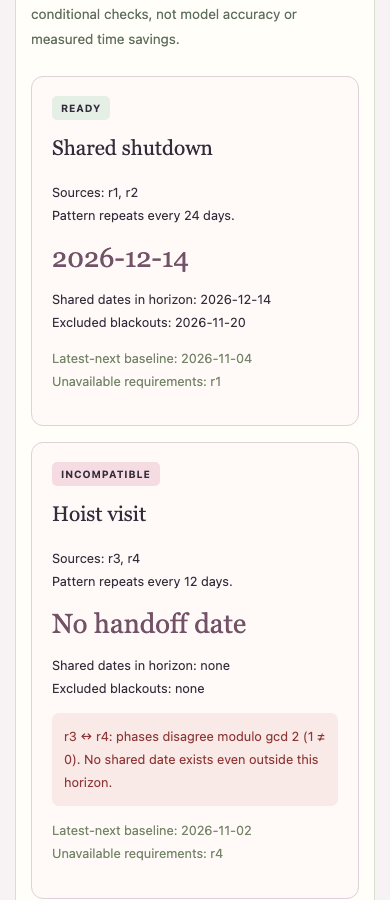 conditional checks, not model accuracy or
measured time savings.
READY
Shared shutdown
Sources: r1, r2
Pattern repeats every 24 days.
2026-12-14
Shared dates in horizon: 2026-12-14
Excluded blackouts: 2026-11-20
Latest-next baseline: 2026-11-04
Unavailable requirements: r1
INCOMPATIBLE
Hoist visit
Sources: r3, r4
Pattern repeats every 12 days.
No handoff date
Shared dates in horizon: none
Excluded blackouts: none
r3 ↔ r4: phases disagree modulo gcd 2 (1 ≠
0). No shared date exists even outside this
horizon.
Latest-next baseline: 2026-11-02
Unavailable requirements: r4